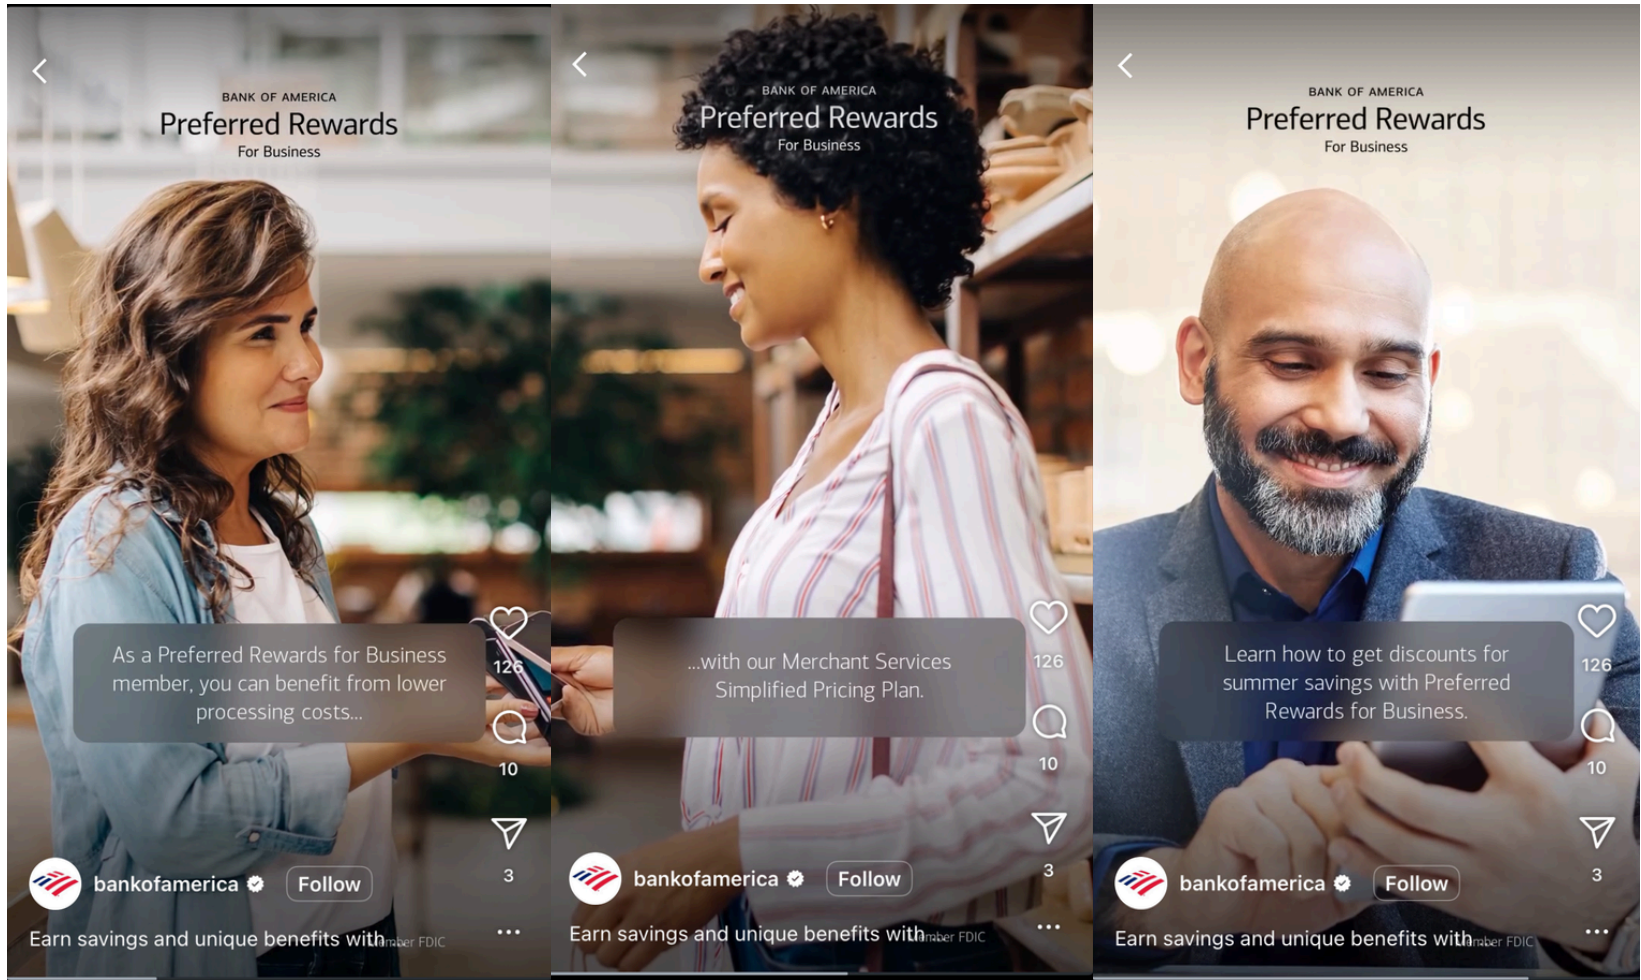 BANK OF AMERICA
Preferred Rewards
For Business
As a Preferred Rewards for Business
member, you can benefit from lower
processing costs...
126
10
3
bankofamerica
Follow
Earn savings and unique benefits with...
Member FDIC
BANK OF AMERICA
Preferred Rewards
For Business
...with our Merchant Services
Simplified Pricing Plan.
126
10
3
bankofamerica
Follow
Earn savings and unique benefits with...
Member FDIC
BANK OF AMERICA
Preferred Rewards
For Business
Learn how to get discounts for
summer savings with Preferred
Rewards for Business.
126
10
3
bankofamerica
Follow
Earn savings and unique benefits with...
Member FDIC